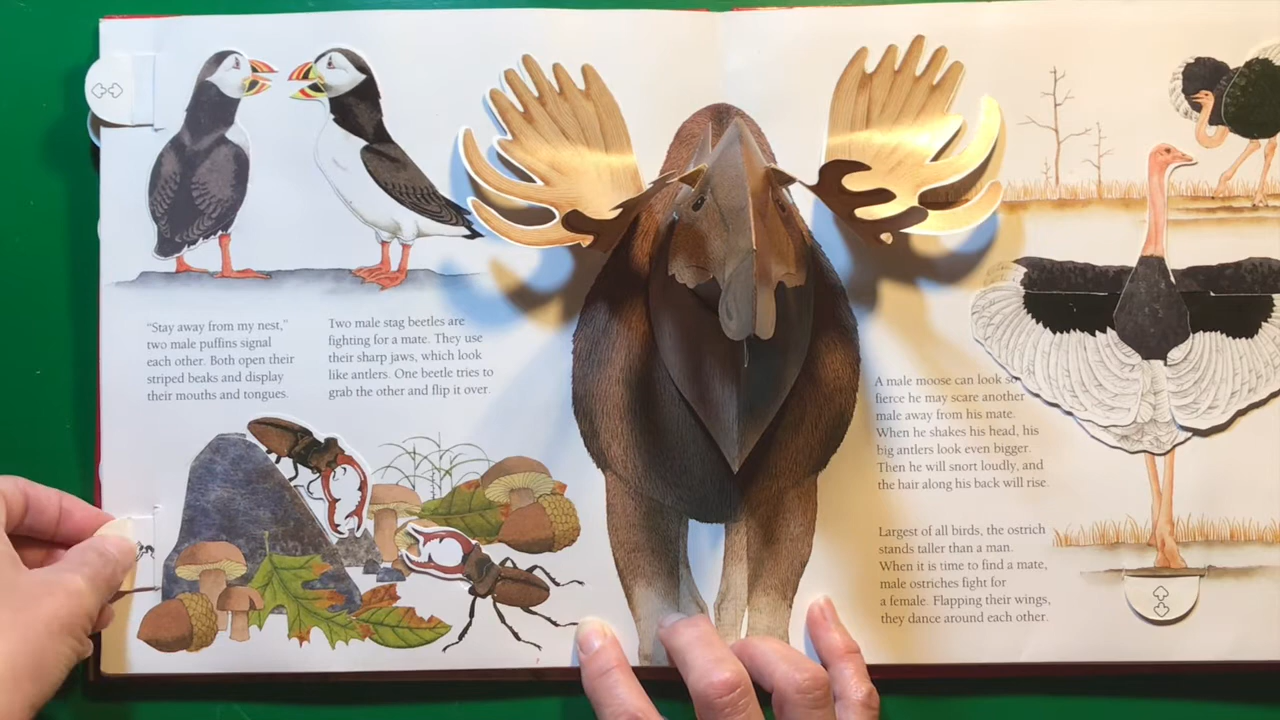 "Stay away from my nest,"
two male puffins signal
each other. Both open their
striped beaks and display
their mouths and tongues.
Two male stag beetles are
fighting for a mate. They use
their sharp jaws, which look
like antlers. One beetle tries to
grab the other and flip it over.
A male moose can look so
fierce he may scare another
male away from his mate.
When he shakes his head, his
big antlers look even bigger.
Then he will snort loudly, and
the hair along his back will rise.
Largest of all birds, the ostrich
stands taller than a man.
When it is time to find a mate,
male ostriches fight for
a female. Flapping their wings,
they dance around each other.